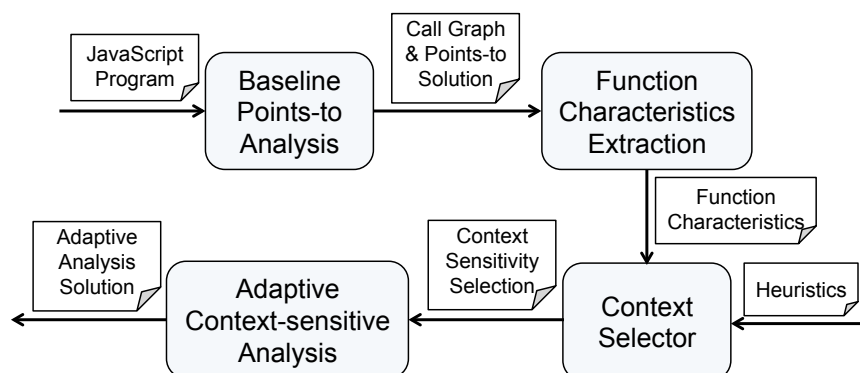 JavaScript
Program
Baseline
Points-to
Analysis
Call Graph
& Points-to
Solution
Function
Characteristics
Extraction
Function
Characteristics
Heuristics
Context
Selector
Context
Sensitivity
Selection
Adaptive
Context-sensitive
Analysis
Adaptive
Analysis
Solution